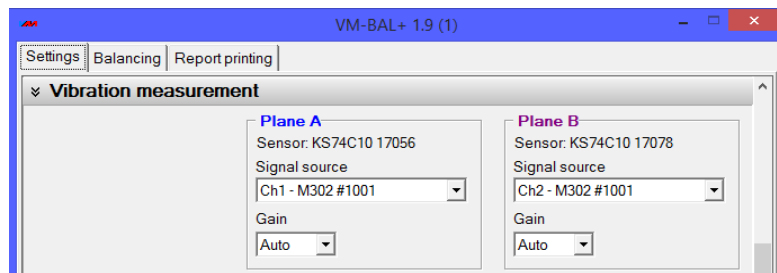 VM-BAL+ 1.9 (1)
Settings Balancing Report printing
Vibration measurement
Plane A Plane B
Sensor: KS74C10 17056 Sensor: KS74C10 17078
Signal source Signal source
Ch1 - M302 #1001 Ch2 - M302 #1001
Gain Gain
Auto Auto